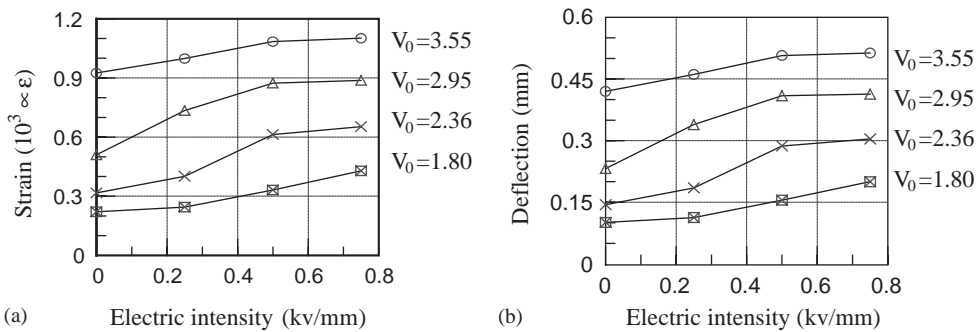 1.2
0.9
0.6
0.3
0
Strain (10³ ∝ ε)
0 0.2 0.4 0.6 0.8
Electric intensity (kv/mm)
V₀=3.55
V₀=2.95
V₀=2.36
V₀=1.80
(a)
0.6
0.45
0.3
0.15
0
Deflection (mm)
0 0.2 0.4 0.6 0.8
Electric intensity (kv/mm)
V₀=3.55
V₀=2.95
V₀=2.36
V₀=1.80
(b)